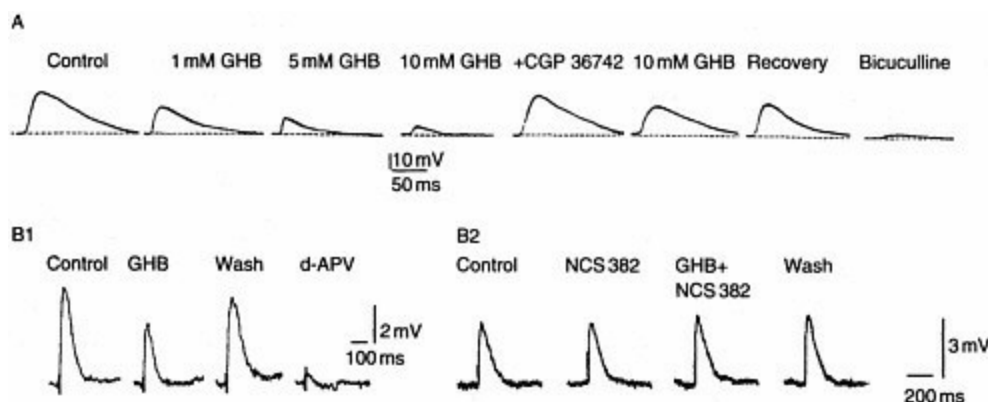 A
Control 1 mM GHB 5 mM GHB 10 mM GHB +CGP 36742 10 mM GHB Recovery Bicuculline
10 mV
50 ms
B1
Control GHB Wash d-APV
2 mV
100 ms
B2
Control NCS 382 GHB+ Wash
NCS 382
3 mV
200 ms